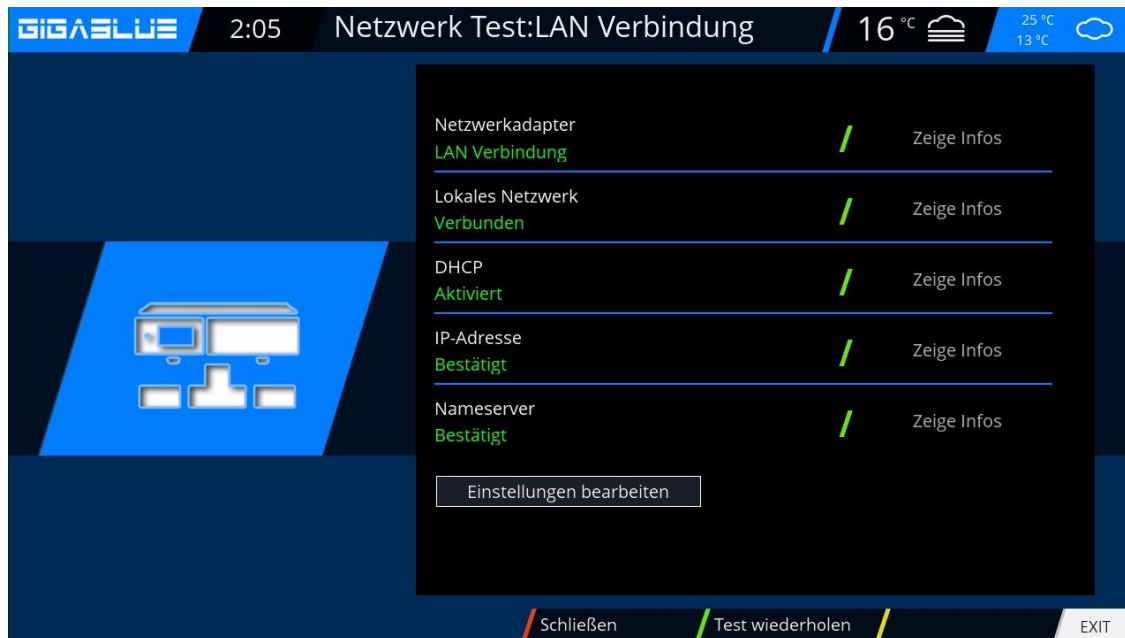 GIGABLUE
2:05
Netzwerk Test:LAN Verbindung
16 °C
25 °C
13 °C
Netzwerkadapter
LAN Verbindung
Zeige Infos
Lokales Netzwerk
Verbunden
Zeige Infos
DHCP
Aktiviert
Zeige Infos
IP-Adresse
Bestätigt
Zeige Infos
Nameserver
Bestätigt
Zeige Infos
Einstellungen bearbeiten
Schließen
Test wiederholen
EXIT